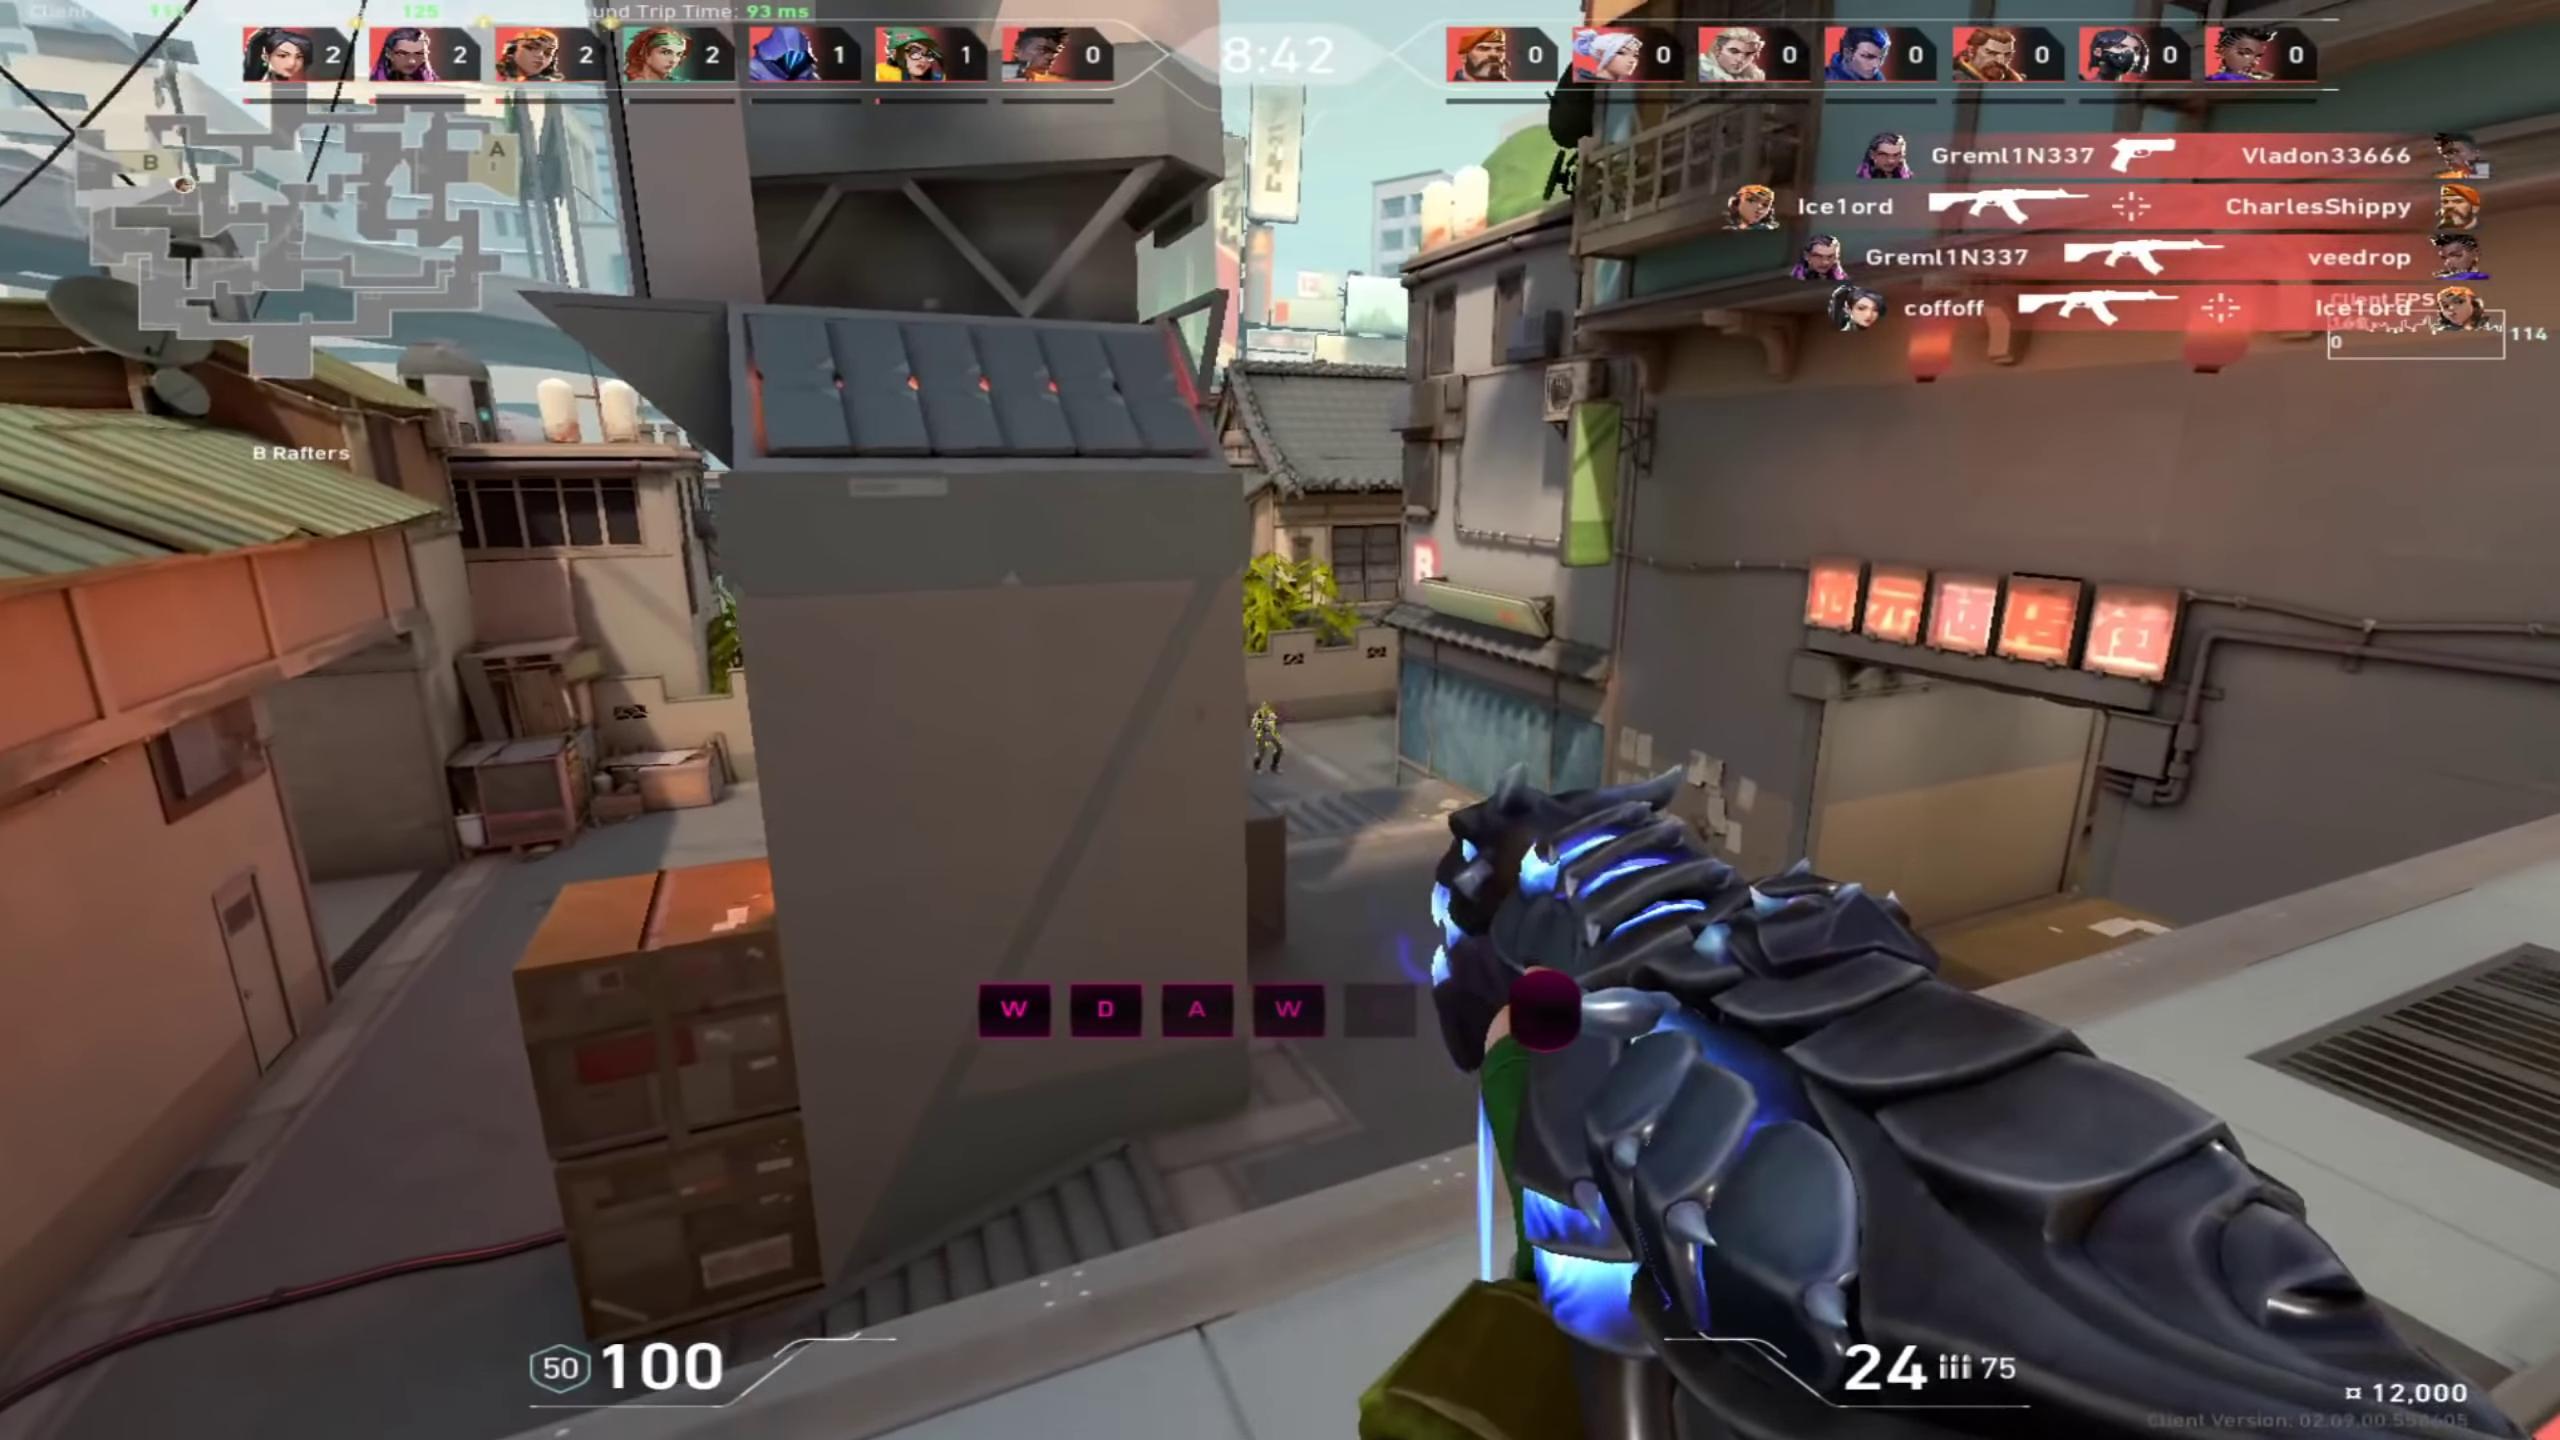 125
Round Trip Time: 93 ms
2
2
2
2
1
1
0
8:42
0
0
0
0
0
0
0
B
A
Greml1N337 Vladon33666
Ice1ord CharlesShippy
Greml1N337 veedrop
coffoff Ice1ord
Client FPS
0
114
B Rafters
B
W D A W
50 100
24 75
¤ 12,000